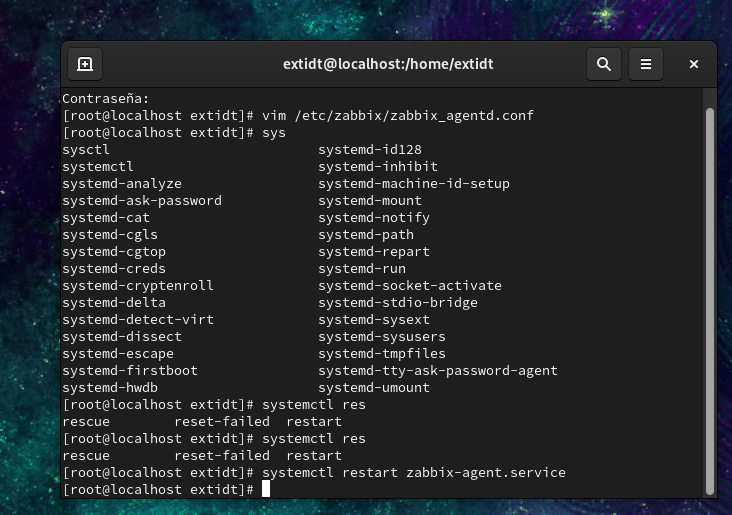 extidt@localhost:/home/extidt
Contraseña:
[root@localhost extidt]# vim /etc/zabbix/zabbix_agentd.conf
[root@localhost extidt]# sys
sysctl                          systemd-id128
systemctl                       systemd-inhibit
systemd-analyze                 systemd-machine-id-setup
systemd-ask-password            systemd-mount
systemd-cat                     systemd-notify
systemd-cgls                    systemd-path
systemd-cgtop                   systemd-repart
systemd-creds                   systemd-run
systemd-cryptenroll             systemd-socket-activate
systemd-delta                   systemd-stdio-bridge
systemd-detect-virt             systemd-sysext
systemd-dissect                 systemd-sysusers
systemd-escape                  systemd-tmpfiles
systemd-firstboot               systemd-tty-ask-password-agent
systemd-hwdb                    systemd-umount
[root@localhost extidt]# systemctl res
rescue        reset-failed  restart
[root@localhost extidt]# systemctl res
rescue        reset-failed  restart
[root@localhost extidt]# systemctl restart zabbix-agent.service
[root@localhost extidt]#